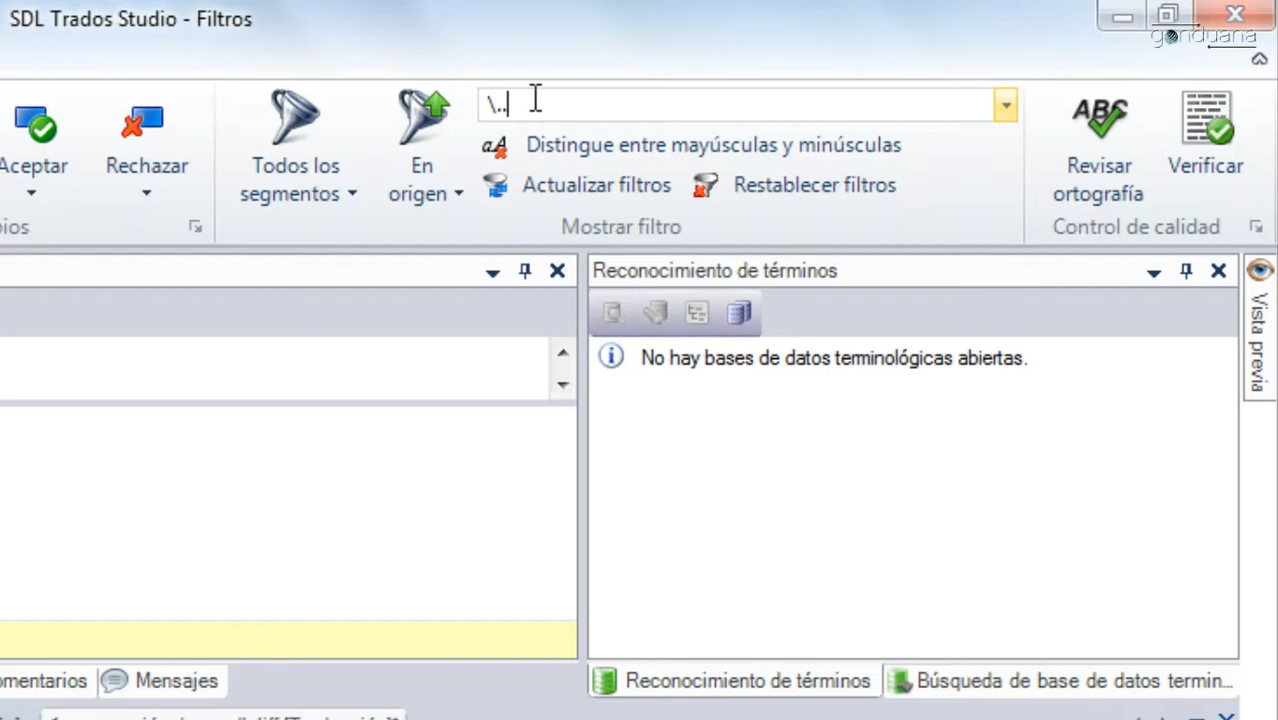 SDL Trados Studio - Filtros
gonduana
\..
Aceptar
Rechazar
Todos los
segmentos
En
origen
aA Distingue entre mayúsculas y minúsculas
Actualizar filtros
Restablecer filtros
ABC
Revisar
ortografía
Verificar
bios
Mostrar filtro
Control de calidad
Reconocimiento de términos
Vista previa
No hay bases de datos terminológicas abiertas.
omentarios
Mensajes
Reconocimiento de términos
Búsqueda de base de datos termin...